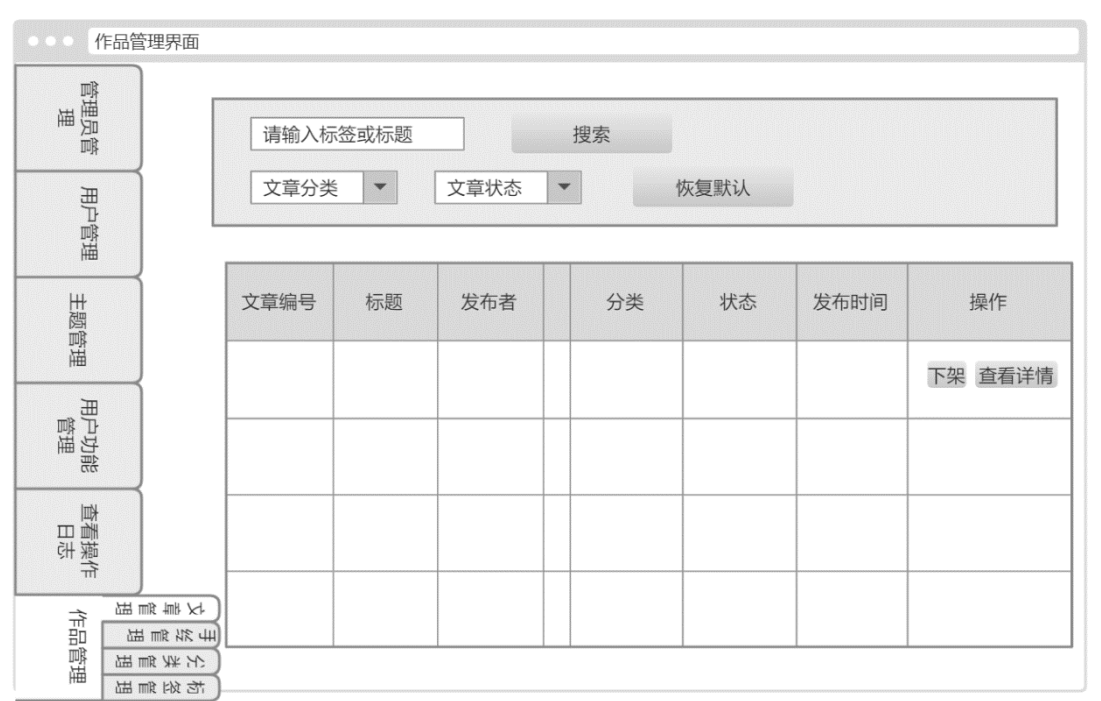 作品管理界面
管理员管
理
用户管理
主题管理
用户功能
管理
查看操作
日志
作品管理
文章管理
手绘管理
分类管理
标签管理
请输入标签或标题
搜索
文章分类
文章状态
恢复默认
文章编号 标题 发布者 分类 状态 发布时间 操作
下架 查看详情